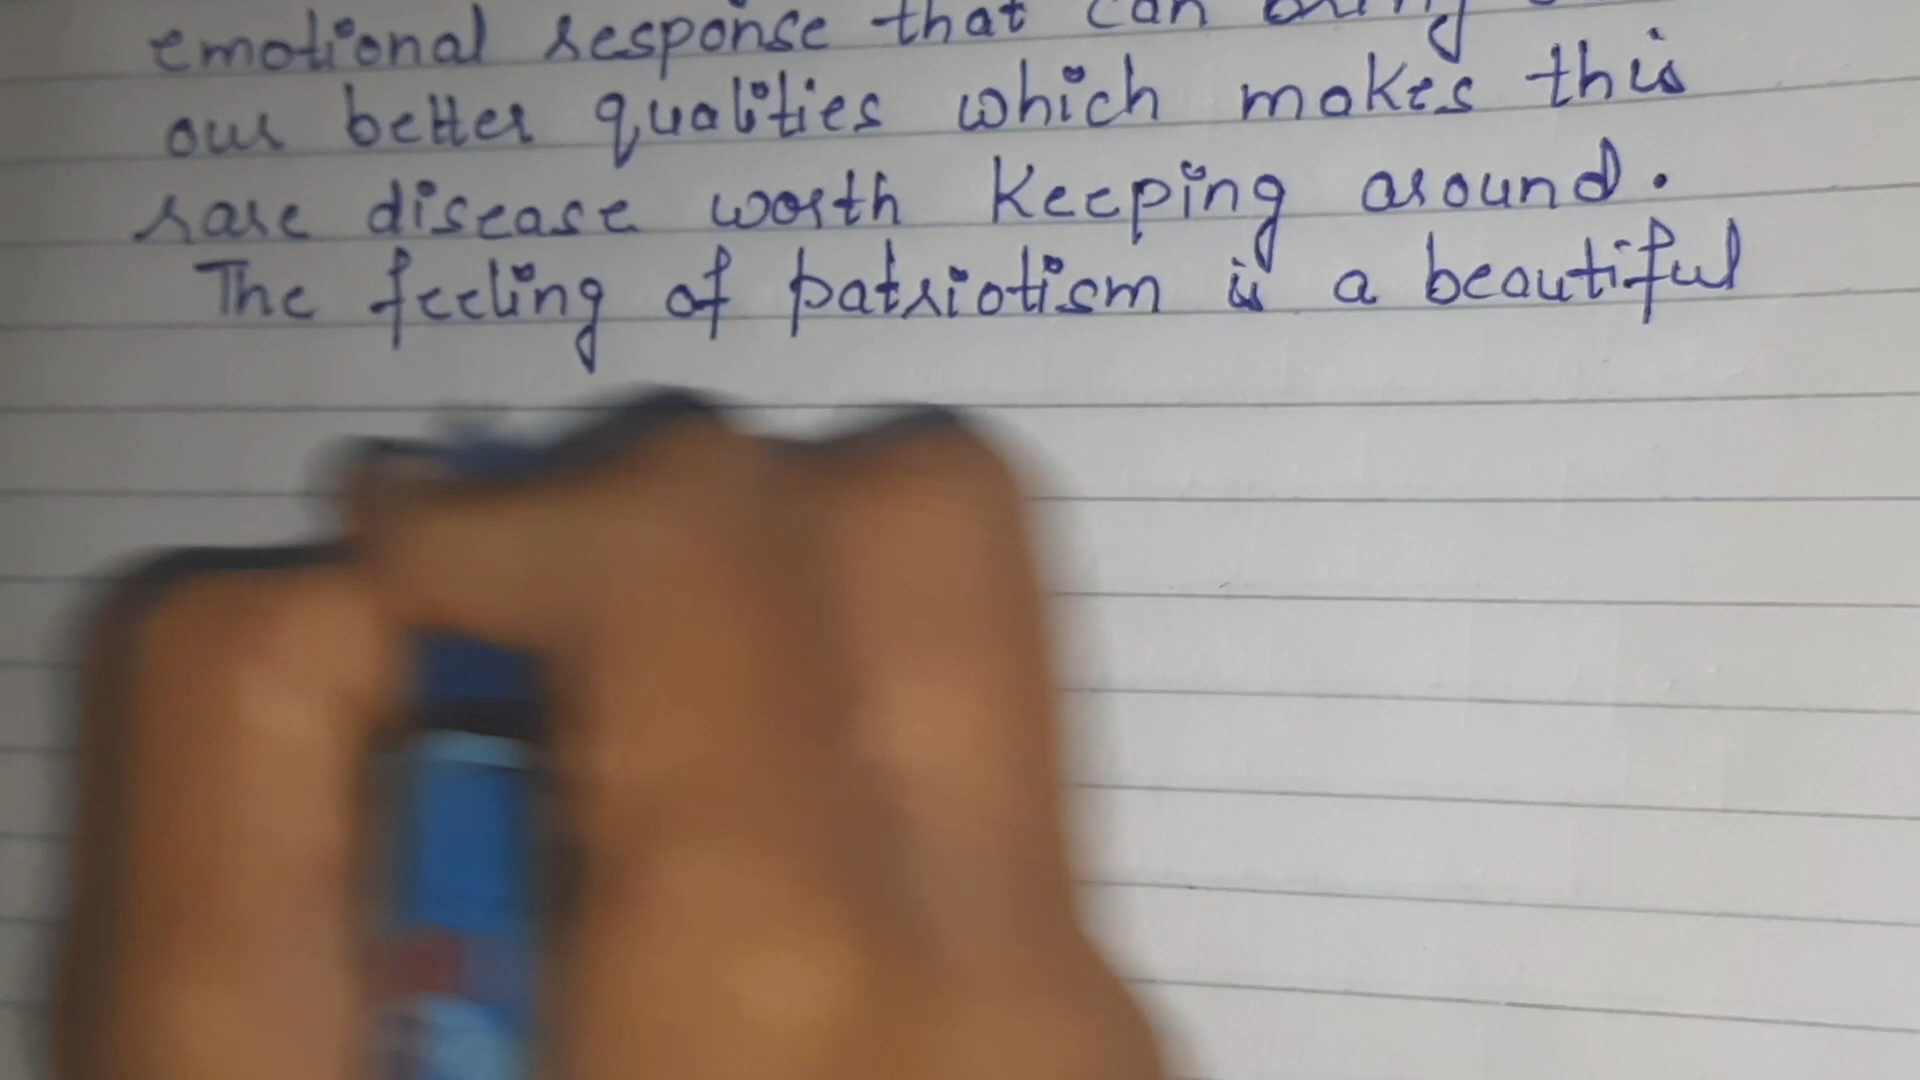 emotional response that can bring
our better qualities which makes this
rare disease worth keeping around.
The feeling of patriotism is a beautiful